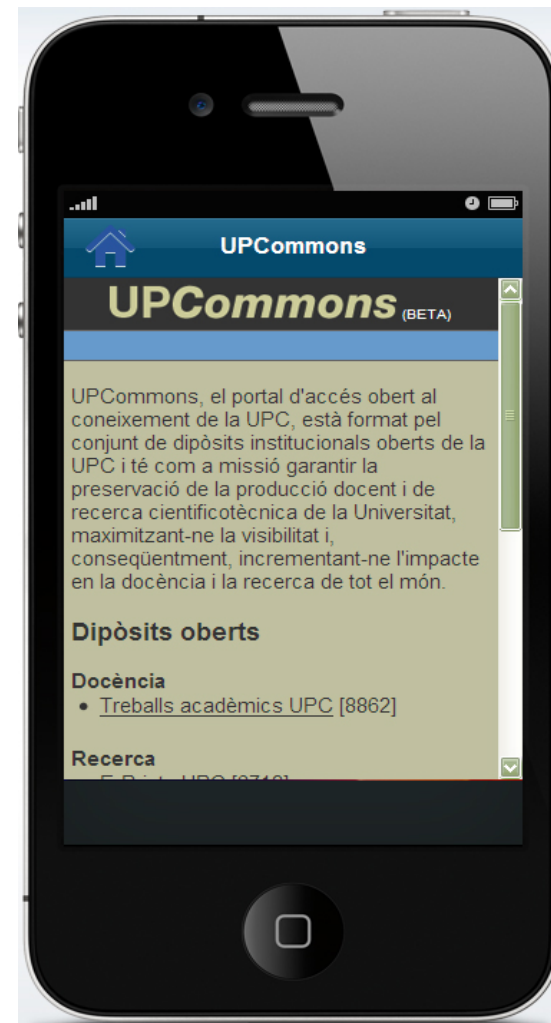 UPCommons
UPCommons (BETA)
UPCommons, el portal d'accés obert al
coneixement de la UPC, està format pel
conjunt de dipòsits institucionals oberts de la
UPC i té com a missió garantir la
preservació de la producció docent i de
recerca cientificotècnica de la Universitat,
maximitzant-ne la visibilitat i,
conseqüentment, incrementant-ne l'impacte
en la docència i la recerca de tot el món.
Dipòsits oberts
Docència
• Treballs acadèmics UPC [8862]
Recerca